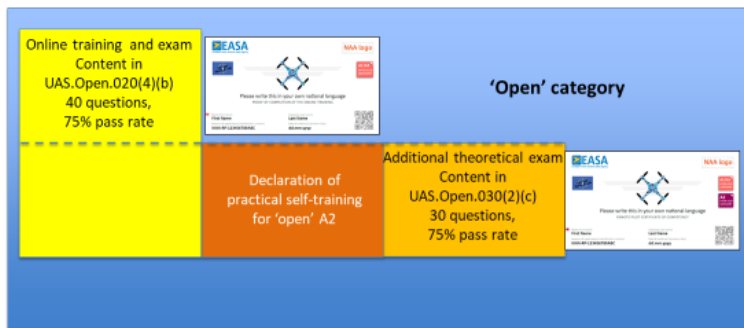 Online training and exam
Content in
UAS.Open.020(4)(b)
40 questions,
75% pass rate
EASA
NAA logo
Please write this in your own national language
First Name
Last Name
'Open' category
Declaration of
practical self-training
for 'open' A2
Additional theoretical exam
Content in
UAS.Open.030(2)(c)
30 questions,
75% pass rate
EASA
NAA logo
Please write this in your own national language
First Name
Last Name